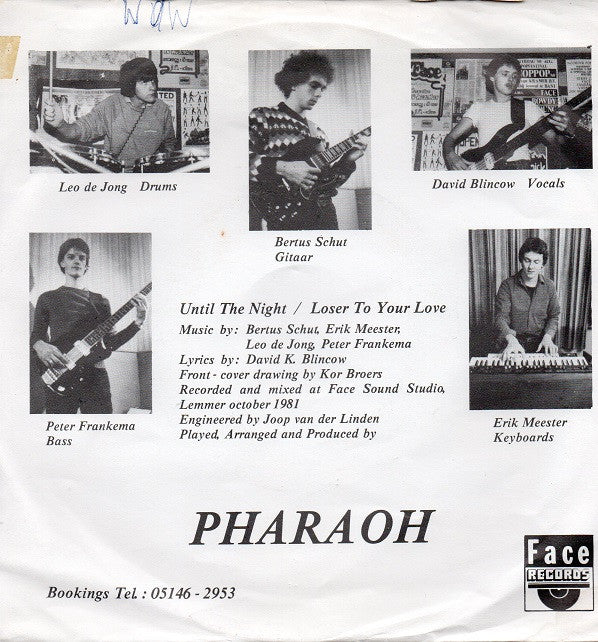 WqW
Leo de Jong Drums
Bertus Schut
Gitaar
David Blincow Vocals
Peter Frankema
Bass
Until The Night / Loser To Your Love
Music by: Bertus Schut, Erik Meester,
Leo de Jong, Peter Frankema
Lyrics by: David K. Blincow
Front - cover drawing by Kor Broers
Recorded and mixed at Face Sound Studio,
Lemmer october 1981
Engineered by Joop van der Linden
Played, Arranged and Produced by
Erik Meester
Keyboards
PHARAOH
Bookings Tel. : 05146 - 2953
Face
RECORDS